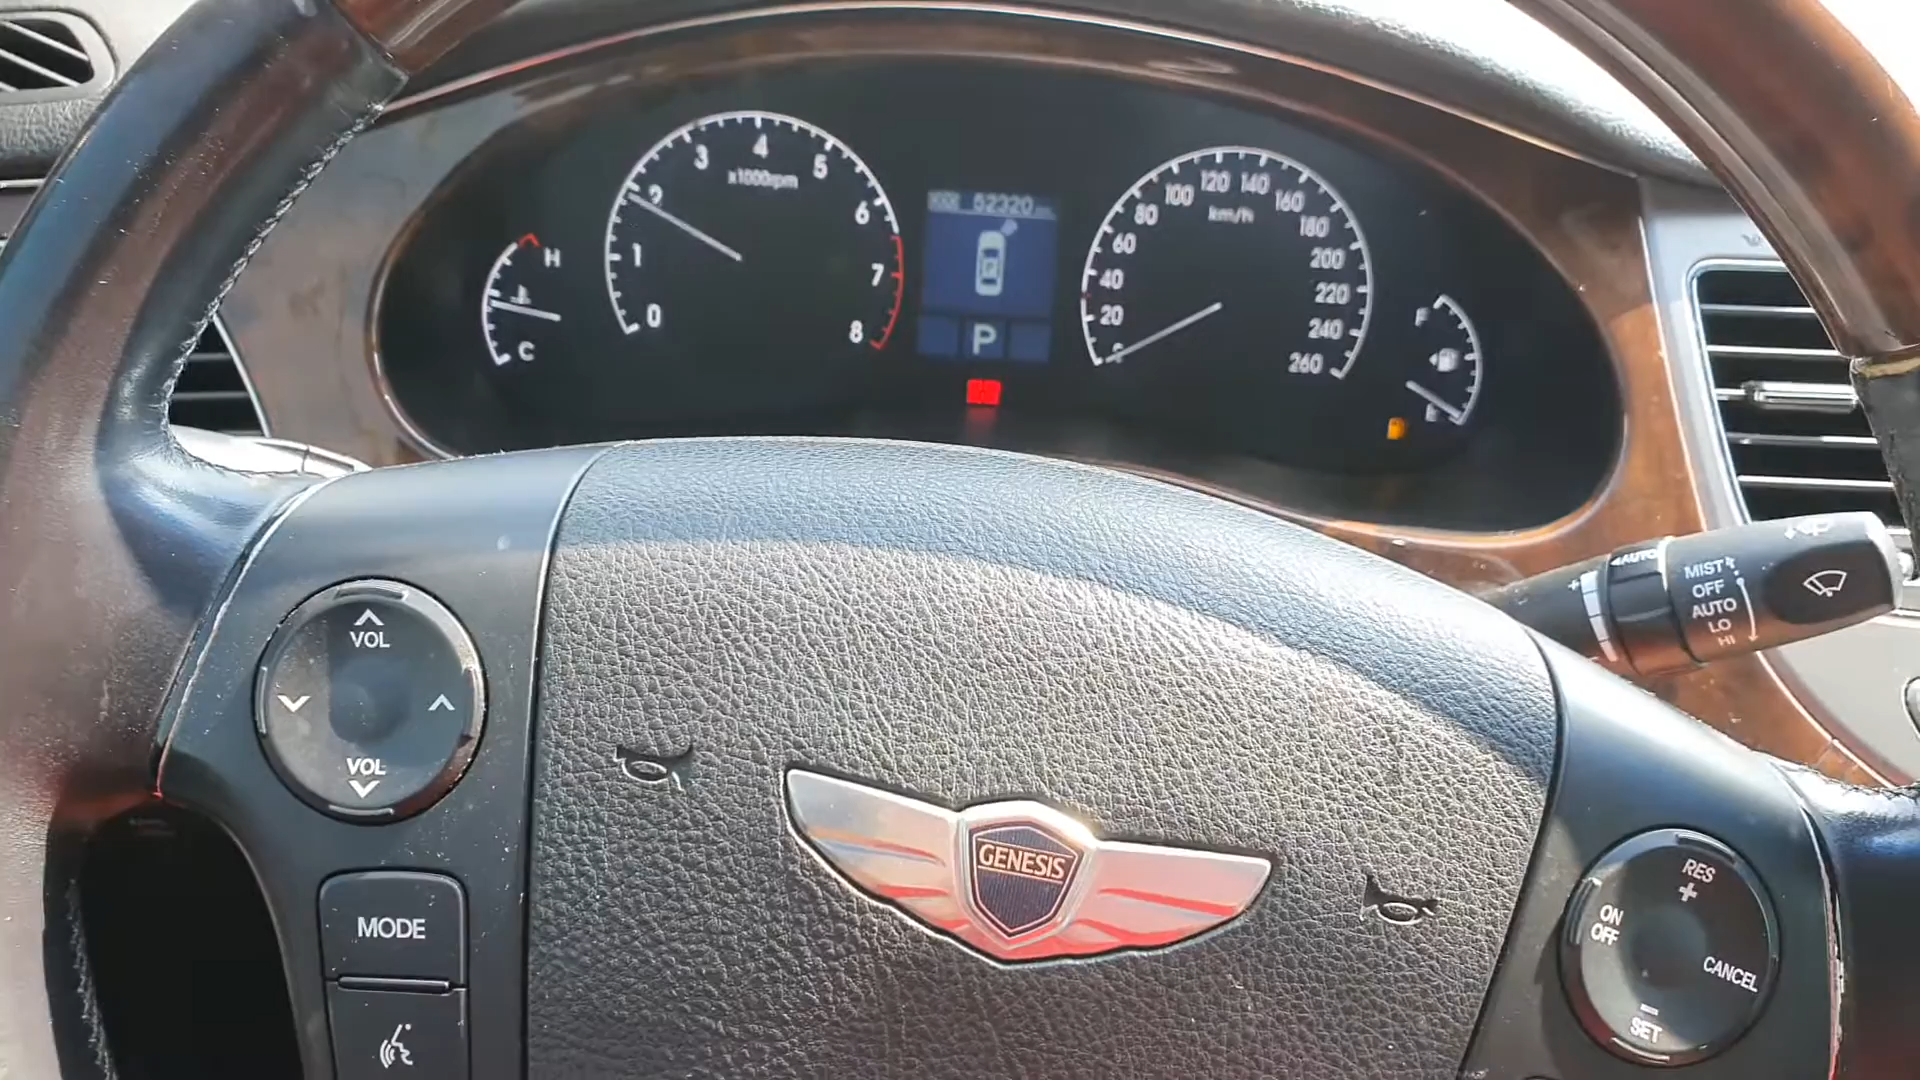 H
C
0
1
2
3
4
5
6
7
8
x1000rpm
52320
P
0
20
40
60
80
100
120
140
160
180
200
220
240
260
km/h
F
E
AUTO
MIST
OFF
AUTO
LO
HI
VOL
VOL
MODE
GENESIS
RES
+
ON
OFF
CANCEL
SET